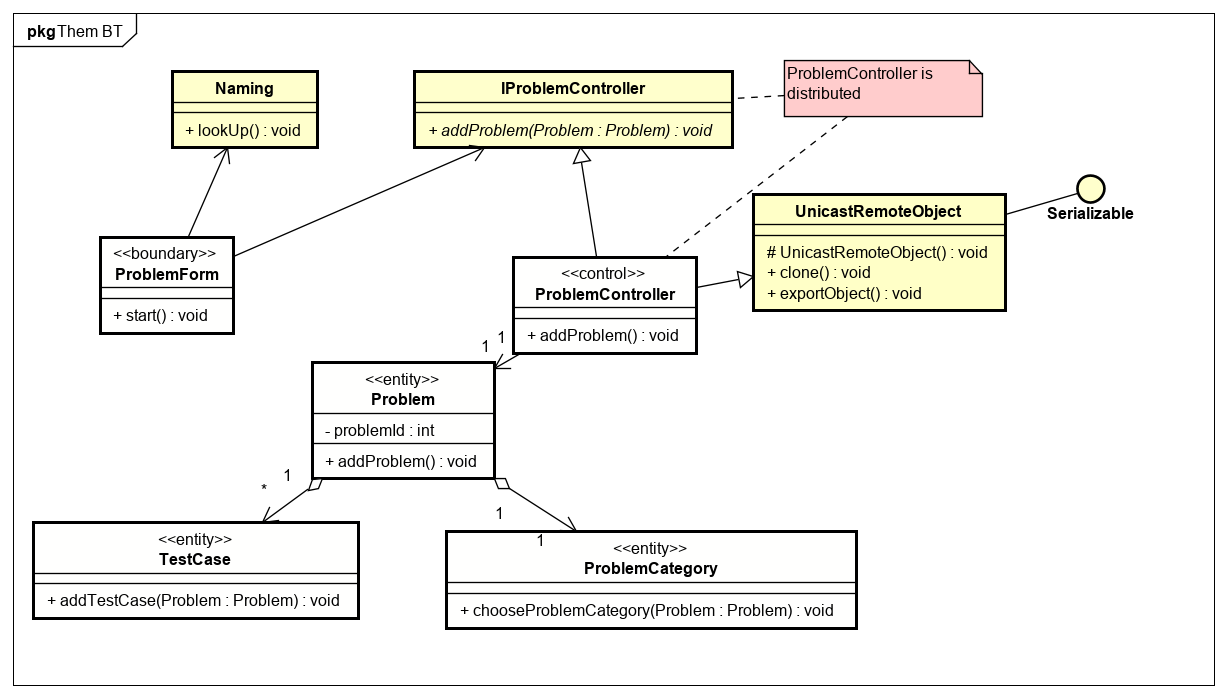 pkg Them BT
Naming
+ lookUp() : void
IProblemController
+ addProblem(Problem : Problem) : void
ProblemController is
distributed
UnicastRemoteObject
# UnicastRemoteObject() : void
+ clone() : void
+ exportObject() : void
Serializable
<<boundary>>
ProblemForm
+ start() : void
<<control>>
ProblemController
+ addProblem() : void
1
1
<<entity>>
Problem
- problemId : int
+ addProblem() : void
1
*
1
1
<<entity>>
TestCase
+ addTestCase(Problem : Problem) : void
<<entity>>
ProblemCategory
+ chooseProblemCategory(Problem : Problem) : void